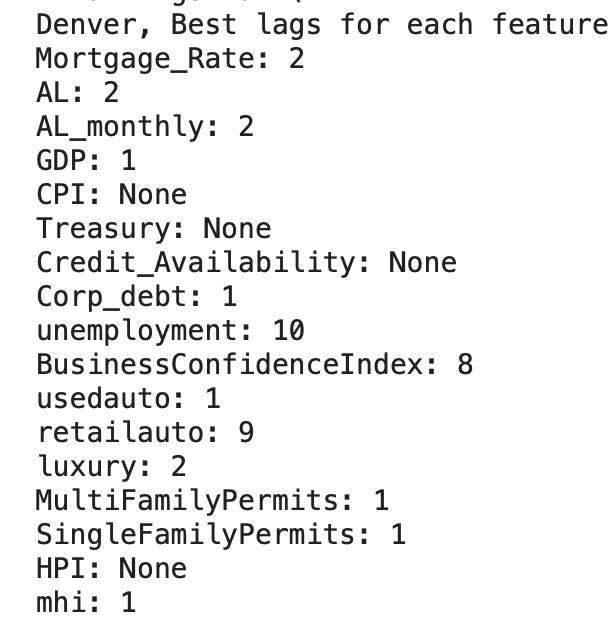 Denver, Best lags for each feature
Mortgage_Rate: 2
AL: 2
AL_monthly: 2
GDP: 1
CPI: None
Treasury: None
Credit_Availability: None
Corp_debt: 1
unemployment: 10
BusinessConfidenceIndex: 8
usedauto: 1
retailauto: 9
luxury: 2
MultiFamilyPermits: 1
SingleFamilyPermits: 1
HPI: None
mhi: 1